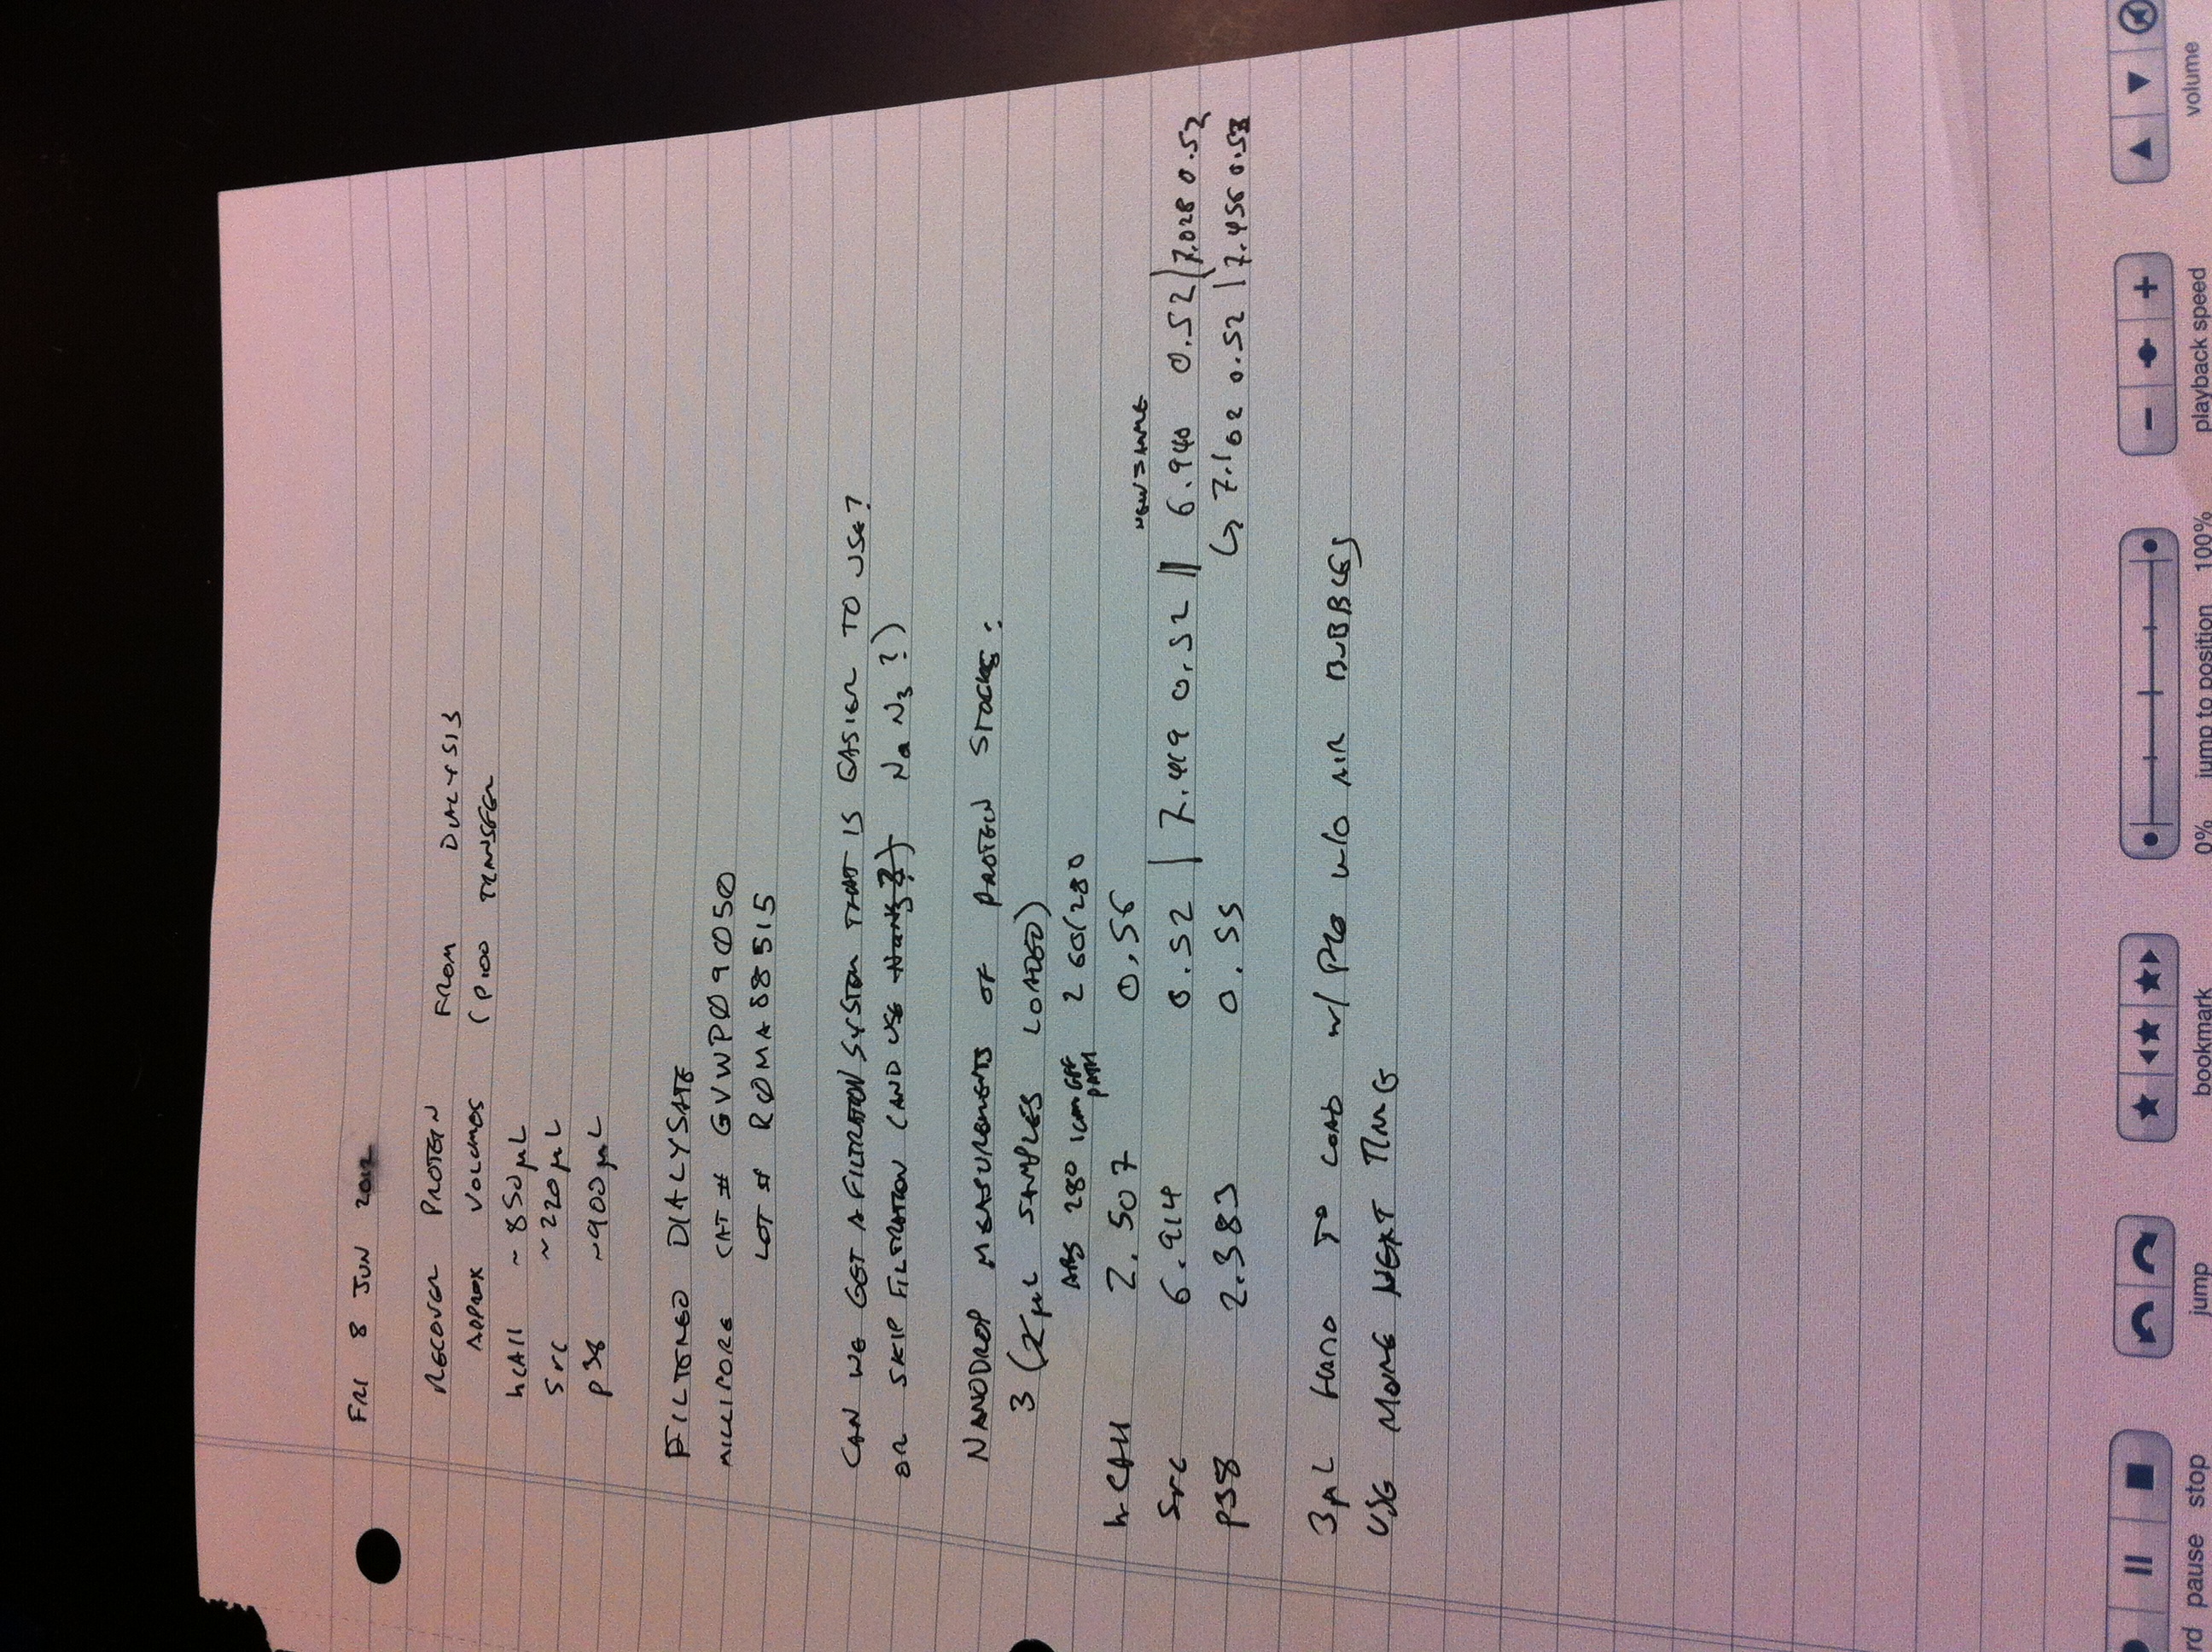 FRI 8 JUN 2012
RECOVER PROTEIN FROM DIALYSIS
APPROX VOLUMES (P100 TRANSFER
hCAII ~850µL
Src ~220µL
p38 ~900µL
FILTERED DIALYSATE
MILLIPORE CAT # GVWP09050
LOT # R0MA88515
CAN WE GET A FILTRATION SYSTEM THAT IS EASIER TO USE?
OR SKIP FILTRATION (AND USE NaN3?) NaN3?)
NANODROP MEASUREMENTS OF PROTEIN STOCKS:
3 (2µL SAMPLES LOADED)
ABS 280 1cm EFF PATH 260/280
hCAII 2.507 0.56
NEW SAMPLE
Src 6.914 0.52 | 7.419 0.52 || 6.940 0.52 | 7.028 0.52
p38 2.383 0.55 ↳ 7.102 0.52 | 7.456 0.53
3µL HARD TO LOAD w/ P20 w/o AIR BUBBLES
USE MORE NEXT TIME
rd pause stop jump bookmark 0% jump to position 100% playback speed volume